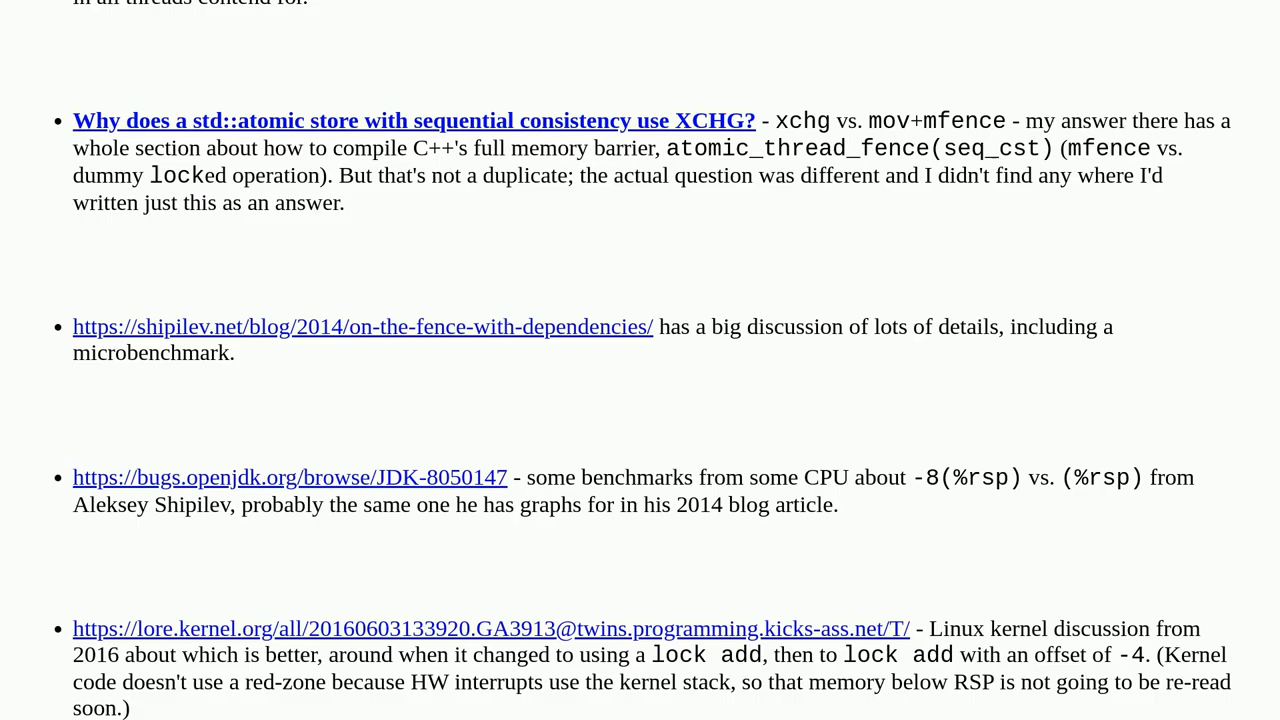 in all threads contend for.
• Why does a std::atomic store with sequential consistency use XCHG? - xchg vs. mov+mfence - my answer there has a
whole section about how to compile C++'s full memory barrier, atomic_thread_fence(seq_cst) (mfence vs.
dummy locked operation). But that's not a duplicate; the actual question was different and I didn't find any where I'd
written just this as an answer.
• https://shipilev.net/blog/2014/on-the-fence-with-dependencies/ has a big discussion of lots of details, including a
microbenchmark.
• https://bugs.openjdk.org/browse/JDK-8050147 - some benchmarks from some CPU about -8(%rsp) vs. (%rsp) from
Aleksey Shipilev, probably the same one he has graphs for in his 2014 blog article.
• https://lore.kernel.org/all/20160603133920.GA3913@twins.programming.kicks-ass.net/T/ - Linux kernel discussion from
2016 about which is better, around when it changed to using a lock add, then to lock add with an offset of -4. (Kernel
code doesn't use a red-zone because HW interrupts use the kernel stack, so that memory below RSP is not going to be re-read
soon.)